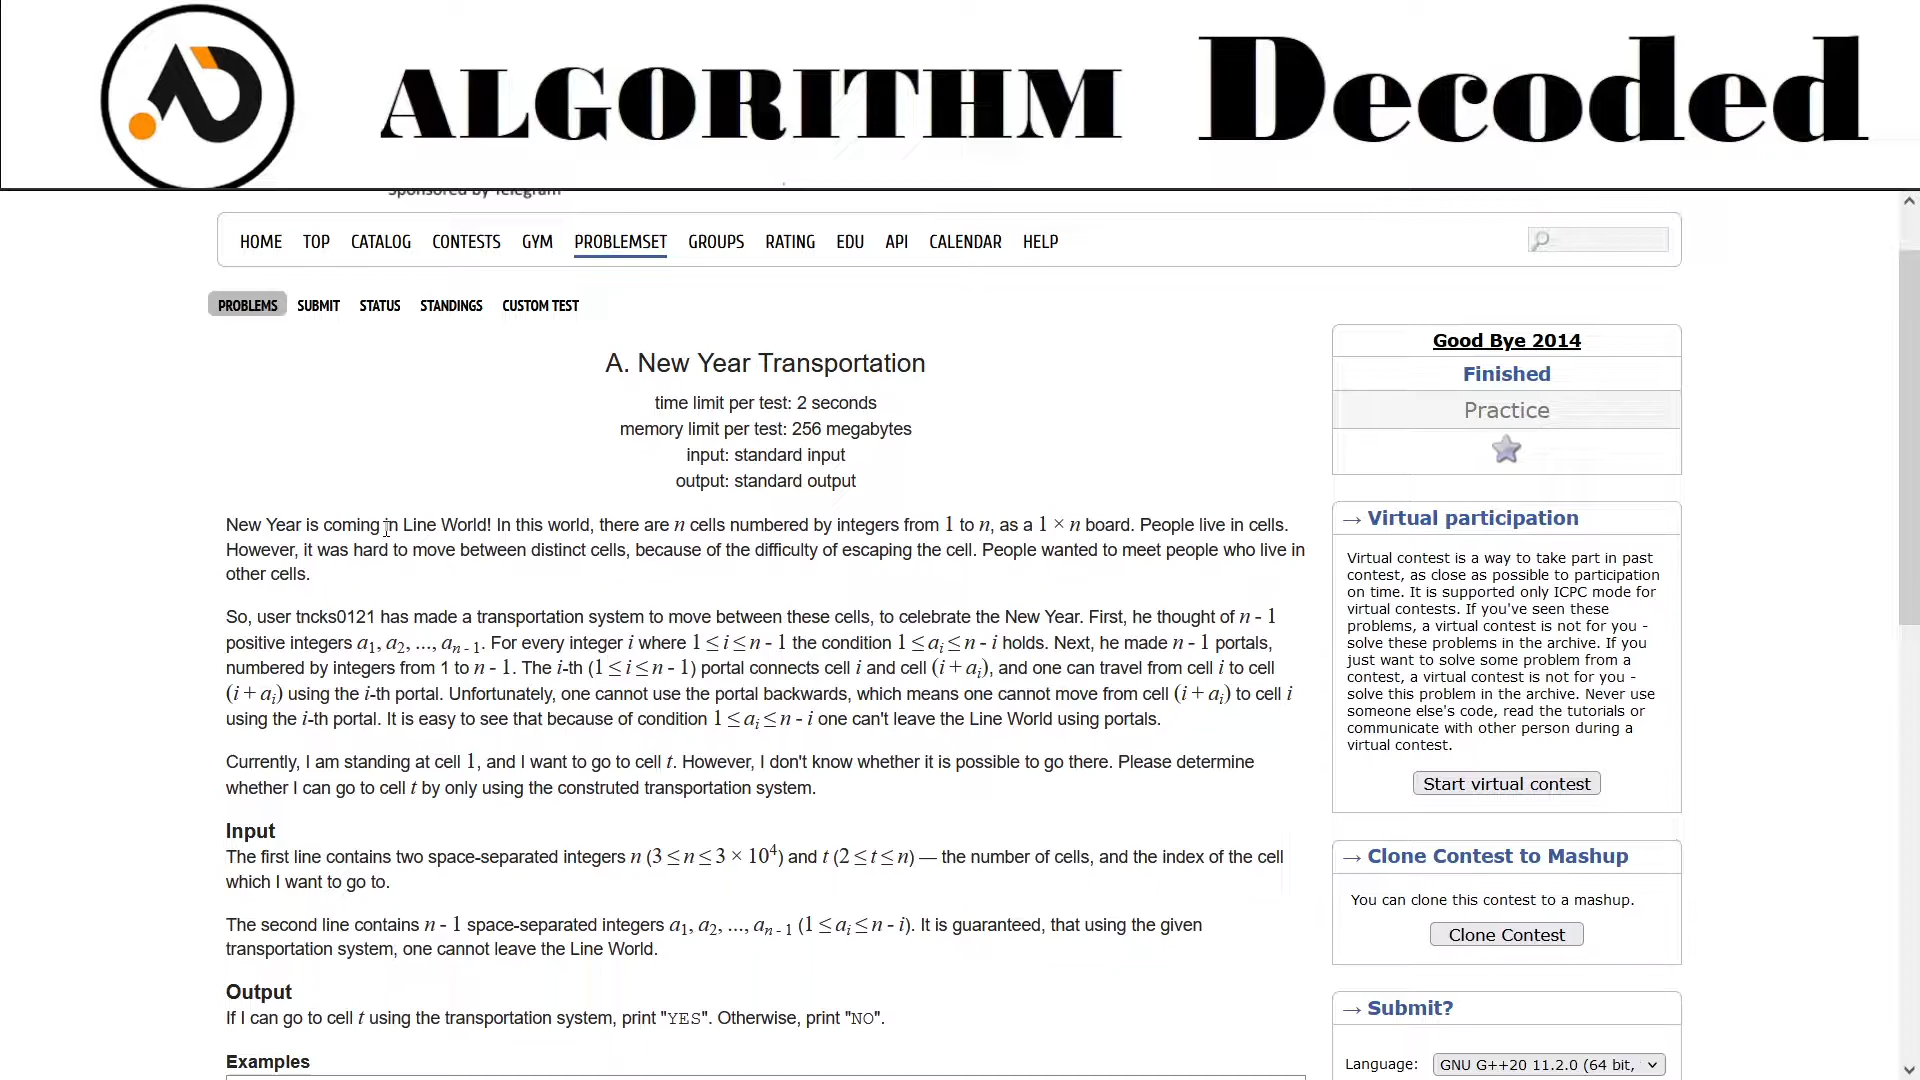 ALGORITHM Decoded
Sponsored by Telegram
HOME TOP CATALOG CONTESTS GYM PROBLEMSET GROUPS RATING EDU API CALENDAR HELP
PROBLEMS SUBMIT STATUS STANDINGS CUSTOM TEST
A. New Year Transportation
time limit per test: 2 seconds
memory limit per test: 256 megabytes
input: standard input
output: standard output
New Year is coming in Line World! In this world, there are n cells numbered by integers from 1 to n, as a 1 × n board. People live in cells.
However, it was hard to move between distinct cells, because of the difficulty of escaping the cell. People wanted to meet people who live in
other cells.
So, user tncks0121 has made a transportation system to move between these cells, to celebrate the New Year. First, he thought of n - 1
positive integers a₁, a₂, ..., aₙ₋₁. For every integer i where 1 ≤ i ≤ n - 1 the condition 1 ≤ aᵢ ≤ n - i holds. Next, he made n - 1 portals,
numbered by integers from 1 to n - 1. The i-th (1 ≤ i ≤ n - 1) portal connects cell i and cell (i + aᵢ), and one can travel from cell i to cell
(i + aᵢ) using the i-th portal. Unfortunately, one cannot use the portal backwards, which means one cannot move from cell (i + aᵢ) to cell i
using the i-th portal. It is easy to see that because of condition 1 ≤ aᵢ ≤ n - i one can't leave the Line World using portals.
Currently, I am standing at cell 1, and I want to go to cell t. However, I don't know whether it is possible to go there. Please determine
whether I can go to cell t by only using the construted transportation system.
Input
The first line contains two space-separated integers n (3 ≤ n ≤ 3 × 10⁴) and t (2 ≤ t ≤ n) — the number of cells, and the index of the cell
which I want to go to.
The second line contains n - 1 space-separated integers a₁, a₂, ..., aₙ₋₁ (1 ≤ aᵢ ≤ n - i). It is guaranteed, that using the given
transportation system, one cannot leave the Line World.
Output
If I can go to cell t using the transportation system, print "YES". Otherwise, print "NO".
Examples
Good Bye 2014
Finished
Practice
→ Virtual participation
Virtual contest is a way to take part in past
contest, as close as possible to participation
on time. It is supported only ICPC mode for
virtual contests. If you've seen these
problems, a virtual contest is not for you -
solve these problems in the archive. If you
just want to solve some problem from a
contest, a virtual contest is not for you -
solve this problem in the archive. Never use
someone else's code, read the tutorials or
communicate with other person during a
virtual contest.
Start virtual contest
→ Clone Contest to Mashup
You can clone this contest to a mashup.
Clone Contest
→ Submit?
Language: GNU G++20 11.2.0 (64 bit,